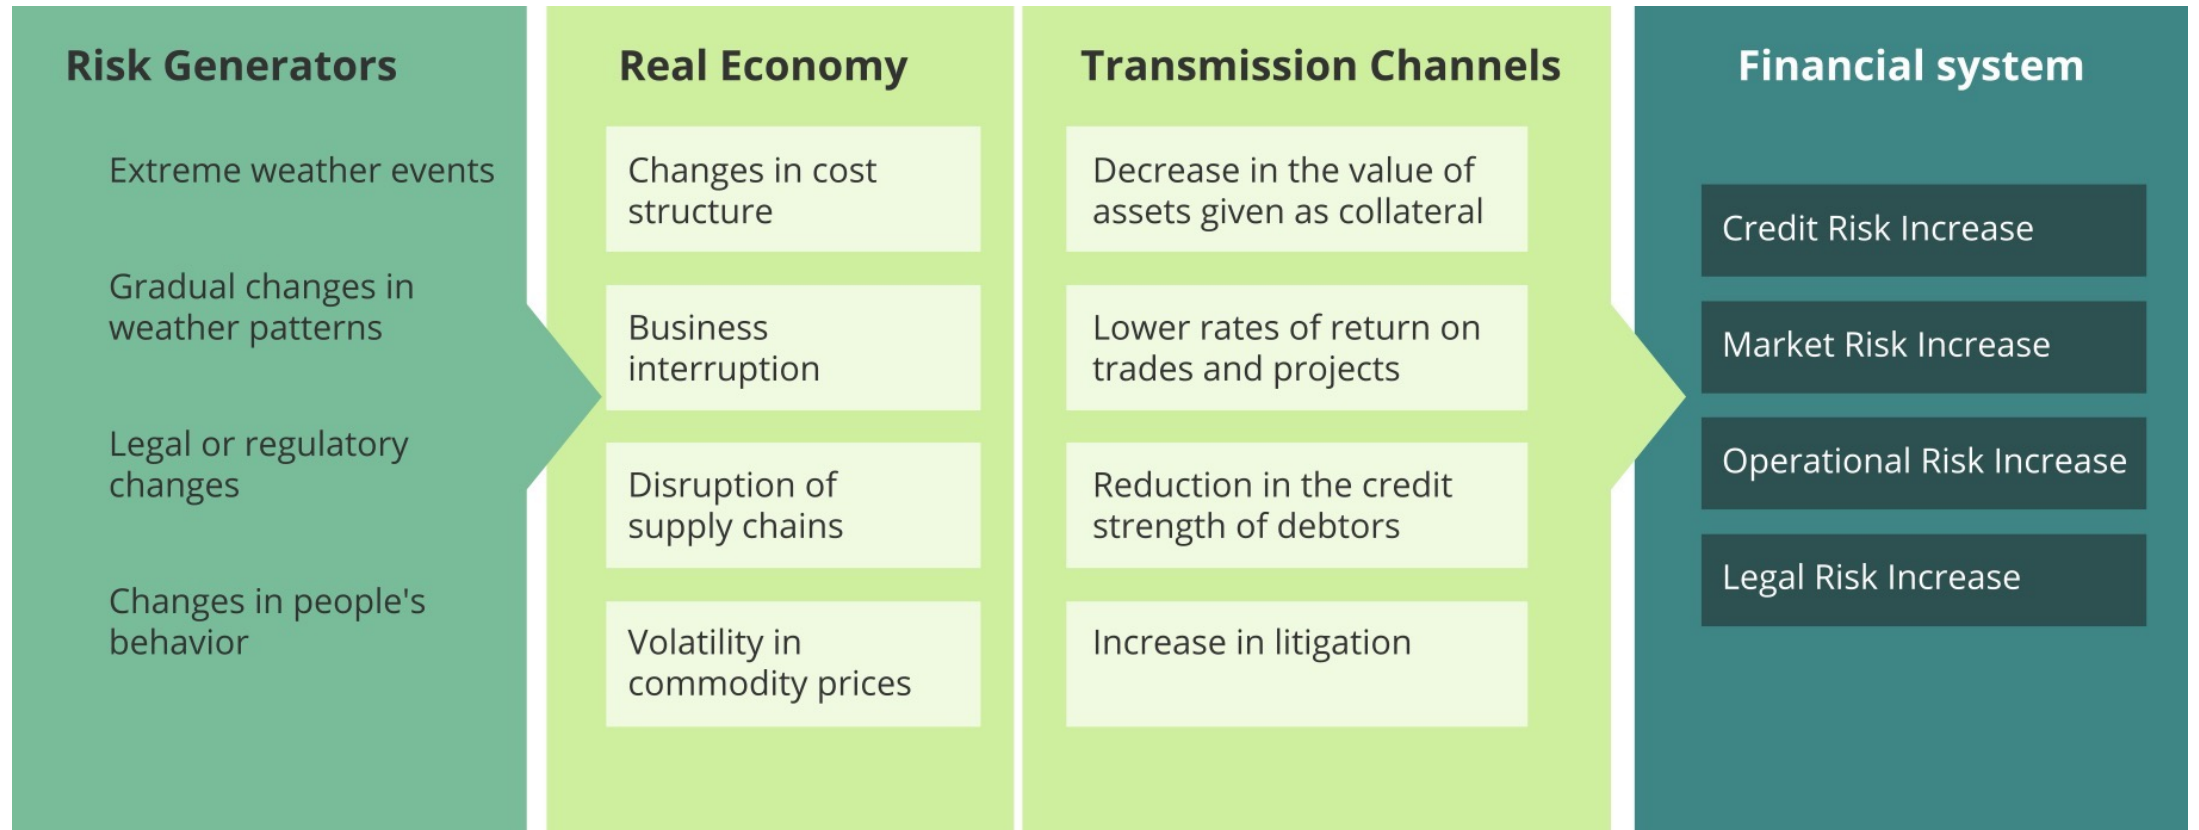 Risk Generators
Extreme weather events
Gradual changes in
weather patterns
Legal or regulatory
changes
Changes in people's
behavior
Real Economy
Changes in cost
structure
Business
interruption
Disruption of
supply chains
Volatility in
commodity prices
Transmission Channels
Decrease in the value of
assets given as collateral
Lower rates of return on
trades and projects
Reduction in the credit
strength of debtors
Increase in litigation
Financial system
Credit Risk Increase
Market Risk Increase
Operational Risk Increase
Legal Risk Increase